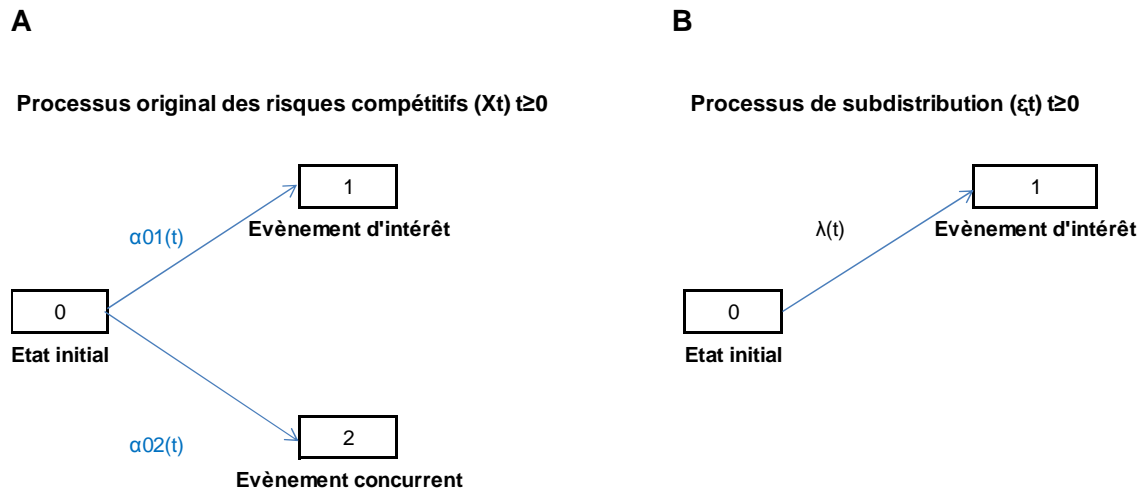 A
Processus original des risques compétitifs (Xt) t≥0
1
Evènement d'intérêt
α01(t)
0
Etat initial
2
α02(t)
Evènement concurrent
B
Processus de subdistribution (ξt) t≥0
1
Evènement d'intérêt
λ(t)
0
Etat initial